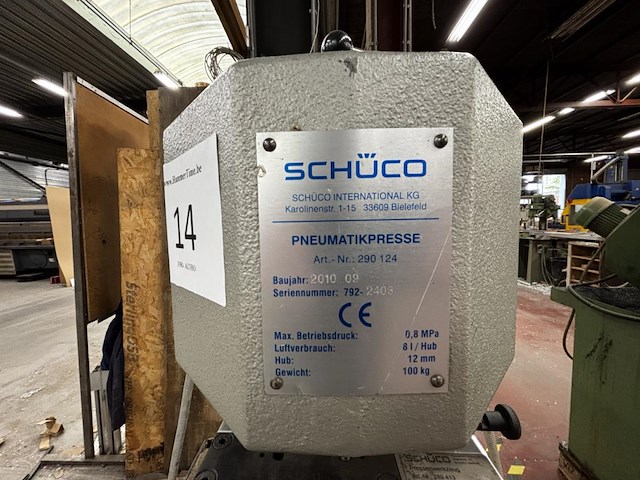 www.HammerTime.be
14
SCHÜCO
SCHÜCO INTERNATIONAL KG
Karolinenstr. 1-15 33609 Bielefeld
PNEUMATIKPRESSE
Art.- Nr.: 290 124
Baujahr: 2010 09
Seriennummer: 792-2403
CE
Max. Betriebsdruck: 0,8 MPa
Luftverbrauch: 8 l / Hub
Hub: 12 mm
Gewicht: 100 kg
SCHÜCO